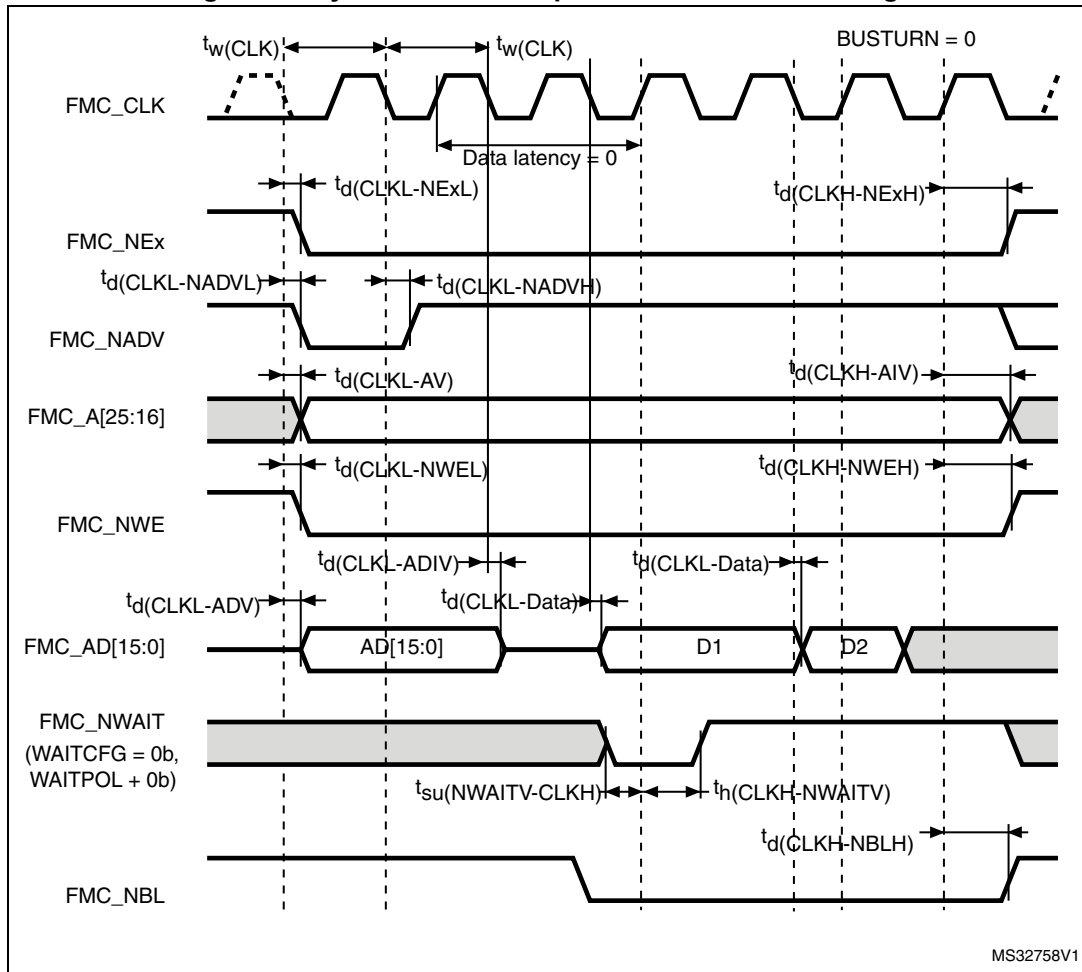 tw(CLK) tw(CLK) BUSTURN = 0
FMC_CLK
Data latency = 0
td(CLKL-NExL) td(CLKH-NExH)
FMC_NEx
td(CLKL-NADVL) td(CLKL-NADVH)
FMC_NADV
td(CLKL-AV) td(CLKH-AIV)
FMC_A[25:16]
td(CLKL-NWEL) td(CLKH-NWEH)
FMC_NWE
td(CLKL-ADIV) td(CLKL-Data)
td(CLKL-ADV) td(CLKL-Data)
FMC_AD[15:0] AD[15:0] D1 D2
FMC_NWAIT
(WAITCFG = 0b,
WAITPOL + 0b)
tsu(NWAITV-CLKH) th(CLKH-NWAITV)
td(CLKH-NBLH)
FMC_NBL
MS32758V1